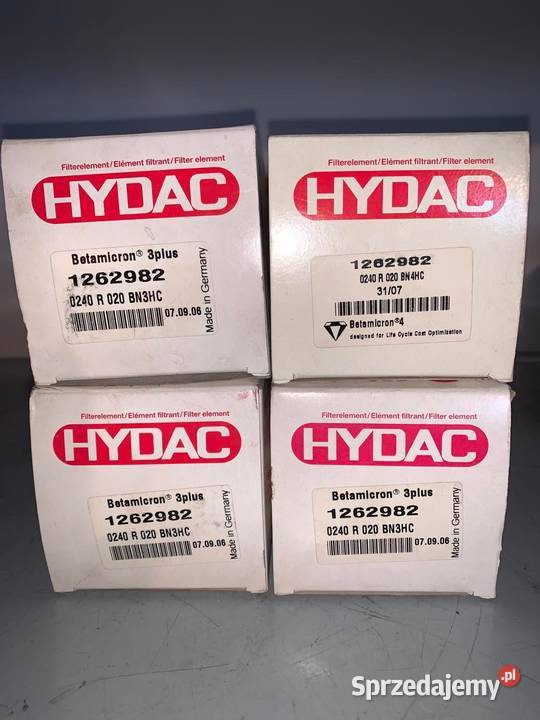 Filterelement/Elément filtrant/Filter element
HYDAC
Betamicron® 3plus
1262982
0240 R 020 BN3HC
07.09.06
Made in Germany
Filterelement/Elément filtrant/Filter element
HYDAC
1262982
0240 R 020 BN4HC
31/07
Betamicron®4
designed for Life Cycle Cost Optimization
Filterelement/Elément filtrant/Filter element
HYDAC
Betamicron® 3plus
1262982
0240 R 020 BN3HC
07.09.06
Made in Germany
Filterelement/Elément filtrant/Filter element
HYDAC
Betamicron® 3plus
1262982
0240 R 020 BN3HC
07.09.06
Made in Germany
Sprzedajemy.pl